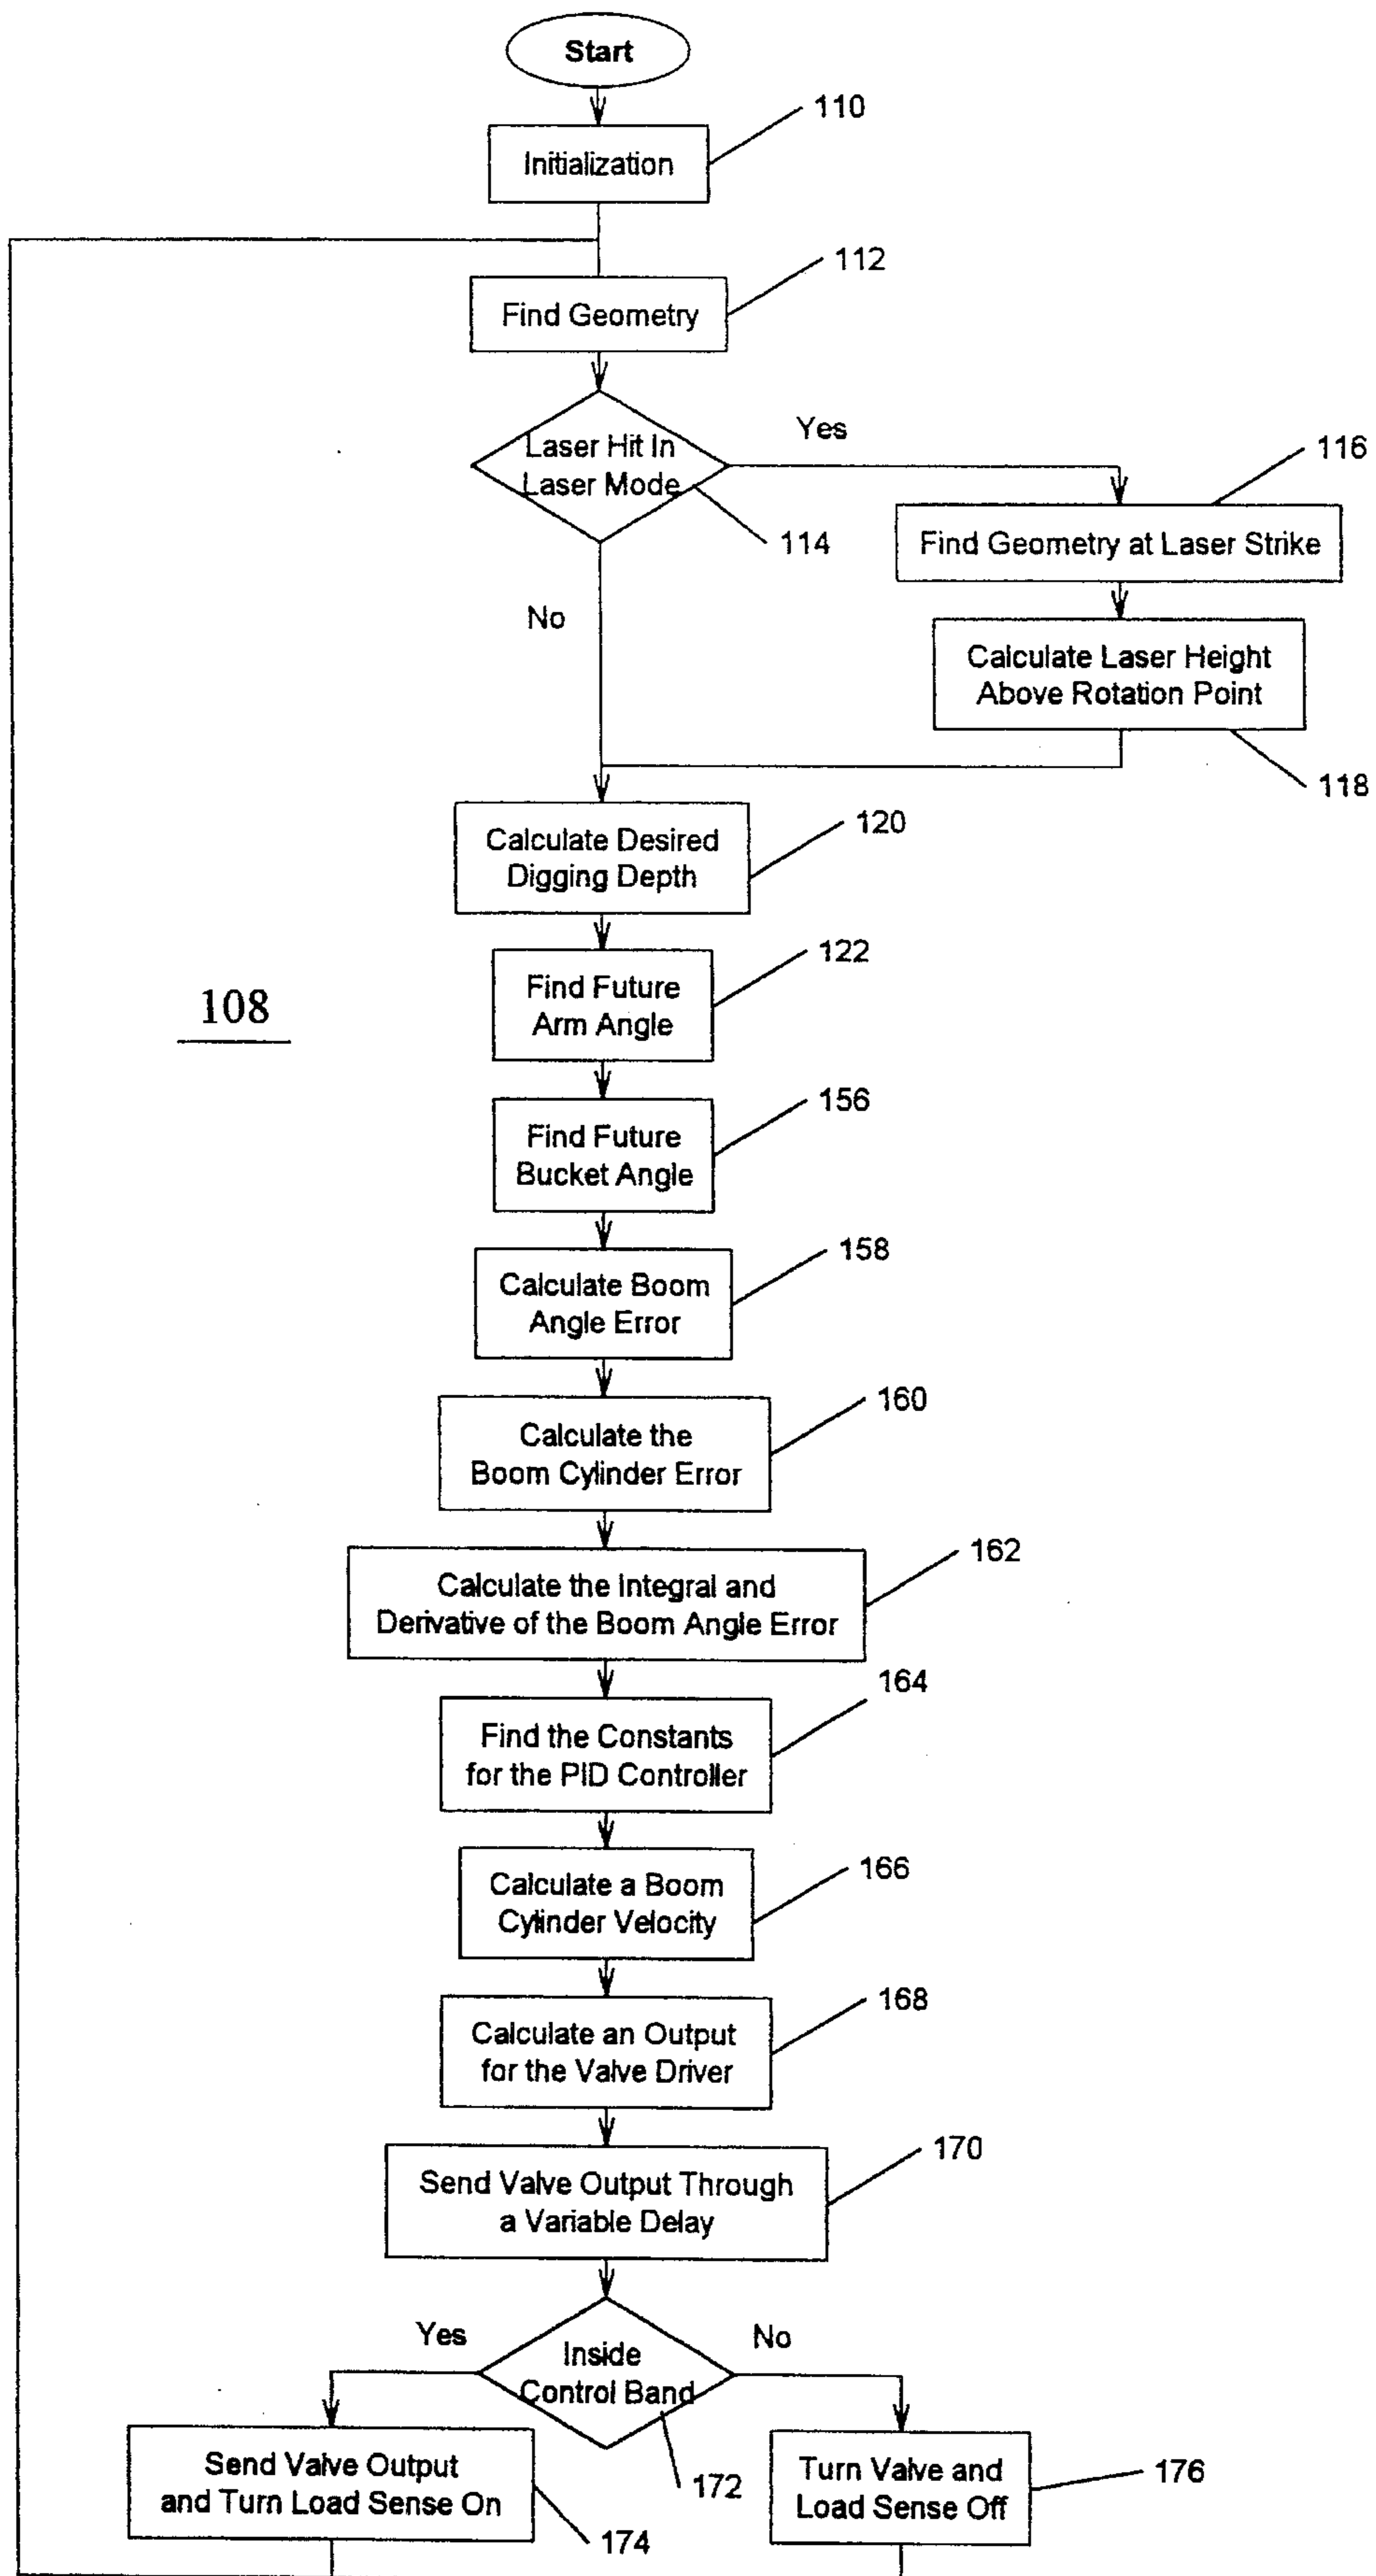 Start
110
Initialization
112
Find Geometry
Laser Hit In
Laser Mode
Yes
114
116
Find Geometry at Laser Strike
No
Calculate Laser Height
Above Rotation Point
118
120
Calculate Desired
Digging Depth
122
Find Future
Arm Angle
108
156
Find Future
Bucket Angle
158
Calculate Boom
Angle Error
160
Calculate the
Boom Cylinder Error
162
Calculate the Integral and
Derivative of the Boom Angle Error
164
Find the Constants
for the PID Controller
166
Calculate a Boom
Cylinder Velocity
168
Calculate an Output
for the Valve Driver
170
Send Valve Output Through
a Variable Delay
Yes
No
Inside
Control Band
172
Send Valve Output
and Turn Load Sense On
174
Turn Valve and
Load Sense Off
176